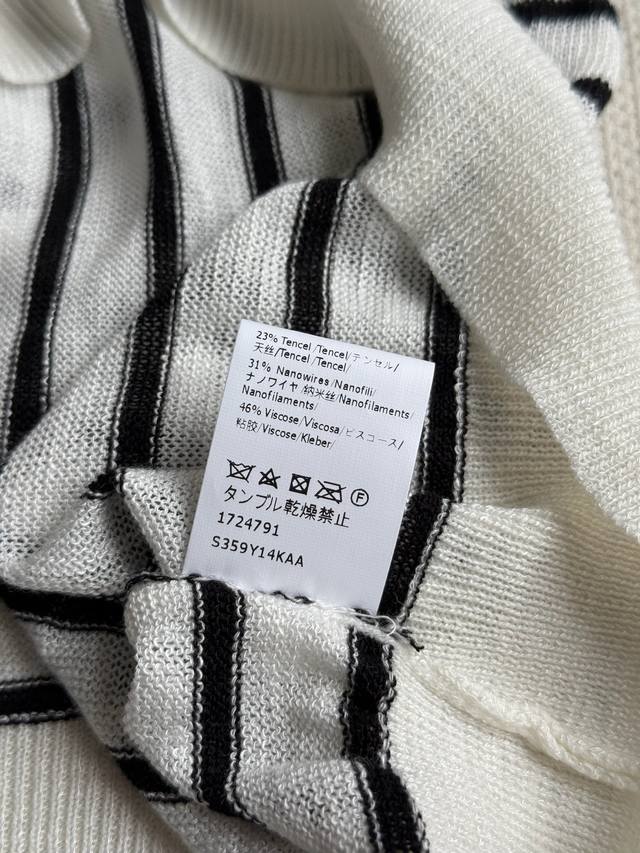 23% Tencel/Tencel/テンセル/
天丝/Tencel/Tencel/
31% Nanowires/Nanofili/
ナノワイヤ/纳米丝/Nanofilaments/
Nanofilaments/
46% Viscose/Viscosa/ビスコース/
粘胶/Viscose/Kleber/
F
タンブル乾燥禁止
1724791
S359Y14KAA